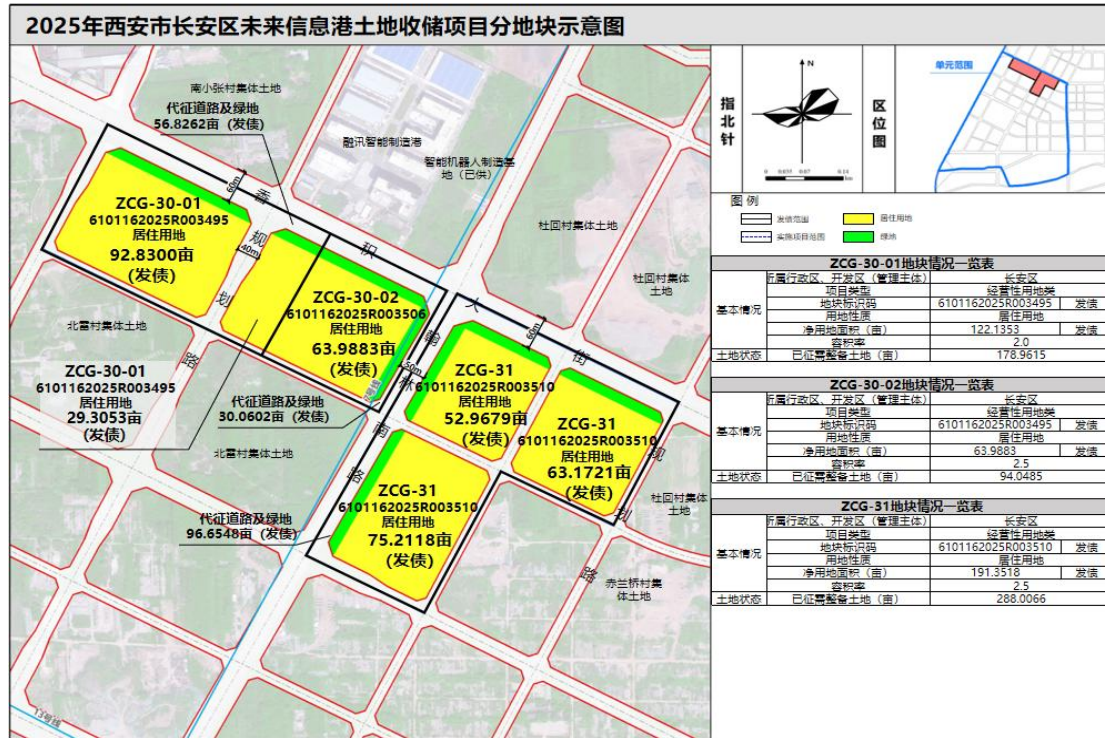 2025年西安市长安区未来信息港土地收储项目分地块示意图
南小张村集体土地
代征道路及绿地
56.8262亩（发债）
融讯智能制造港
智能机器人制造基
地（已供）
ZCG-30-01
6101162025R003495
居住用地
92.8300亩
(发债)
60m
香
积
大
街
规
划
路
40m
杜回村集体土地
杜回村集体
土地
ZCG-30-02
6101162025R003506
居住用地
63.9883亩
(发债)
北雷村集体土地
60m
50m
林
南
路
ZCG-30-01
6101162025R003495
居住用地
29.3053亩
(发债)
代征道路及绿地
30.0602亩（发债）
ZCG-31
6101162025R003510
居住用地
52.9679亩
(发债)
ZCG-31
6101162025R003510
居住用地
63.1721亩
(发债)
规
划
路
北雷村集体土地
杜回村集体
土地
代征道路及绿地
96.6548亩（发债）
ZCG-31
6101162025R003510
居住用地
75.2118亩
(发债)
赤兰桥村集
体土地
指北针
N
0 0.035 0.07 0.14
km
区位图
单元范围
图 例
发债范围
居住用地
实施项目范围
绿地
ZCG-30-01地块情况一览表
基本情况
所属行政区、开发区（管理主体） 长安区
项目类型 经营性用地类
地块标识码 6101162025R003495 发债
用地性质 居住用地
净用地面积（亩） 122.1353 发债
容积率 2.0
土地状态 已征需整备土地（亩） 178.9615
ZCG-30-02地块情况一览表
基本情况
所属行政区、开发区（管理主体） 长安区
项目类型 经营性用地类
地块标识码 6101162025R003495 发债
用地性质 居住用地
净用地面积（亩） 63.9883 发债
容积率 2.5
土地状态 已征需整备土地（亩） 94.0485
ZCG-31地块情况一览表
基本情况
所属行政区、开发区（管理主体） 长安区
项目类型 经营性用地类
地块标识码 6101162025R003510 发债
用地性质 居住用地
净用地面积（亩） 191.3518 发债
容积率 2.5
土地状态 已征需整备土地（亩） 288.0066